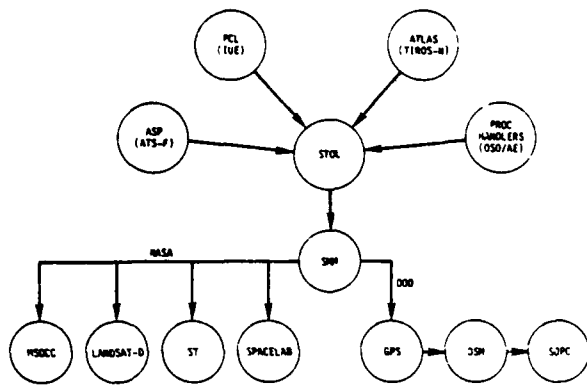 PCL
(IUE)
ATLAS
(TIROS-N)
ASP
(ATS-F)
STOL
PROC
HANDLERS
(OSO/AE)
SMM
NASA
DOD
MSOCC
LANDSAT-D
ST
SPACELAB
GPS
DSM
SJPC